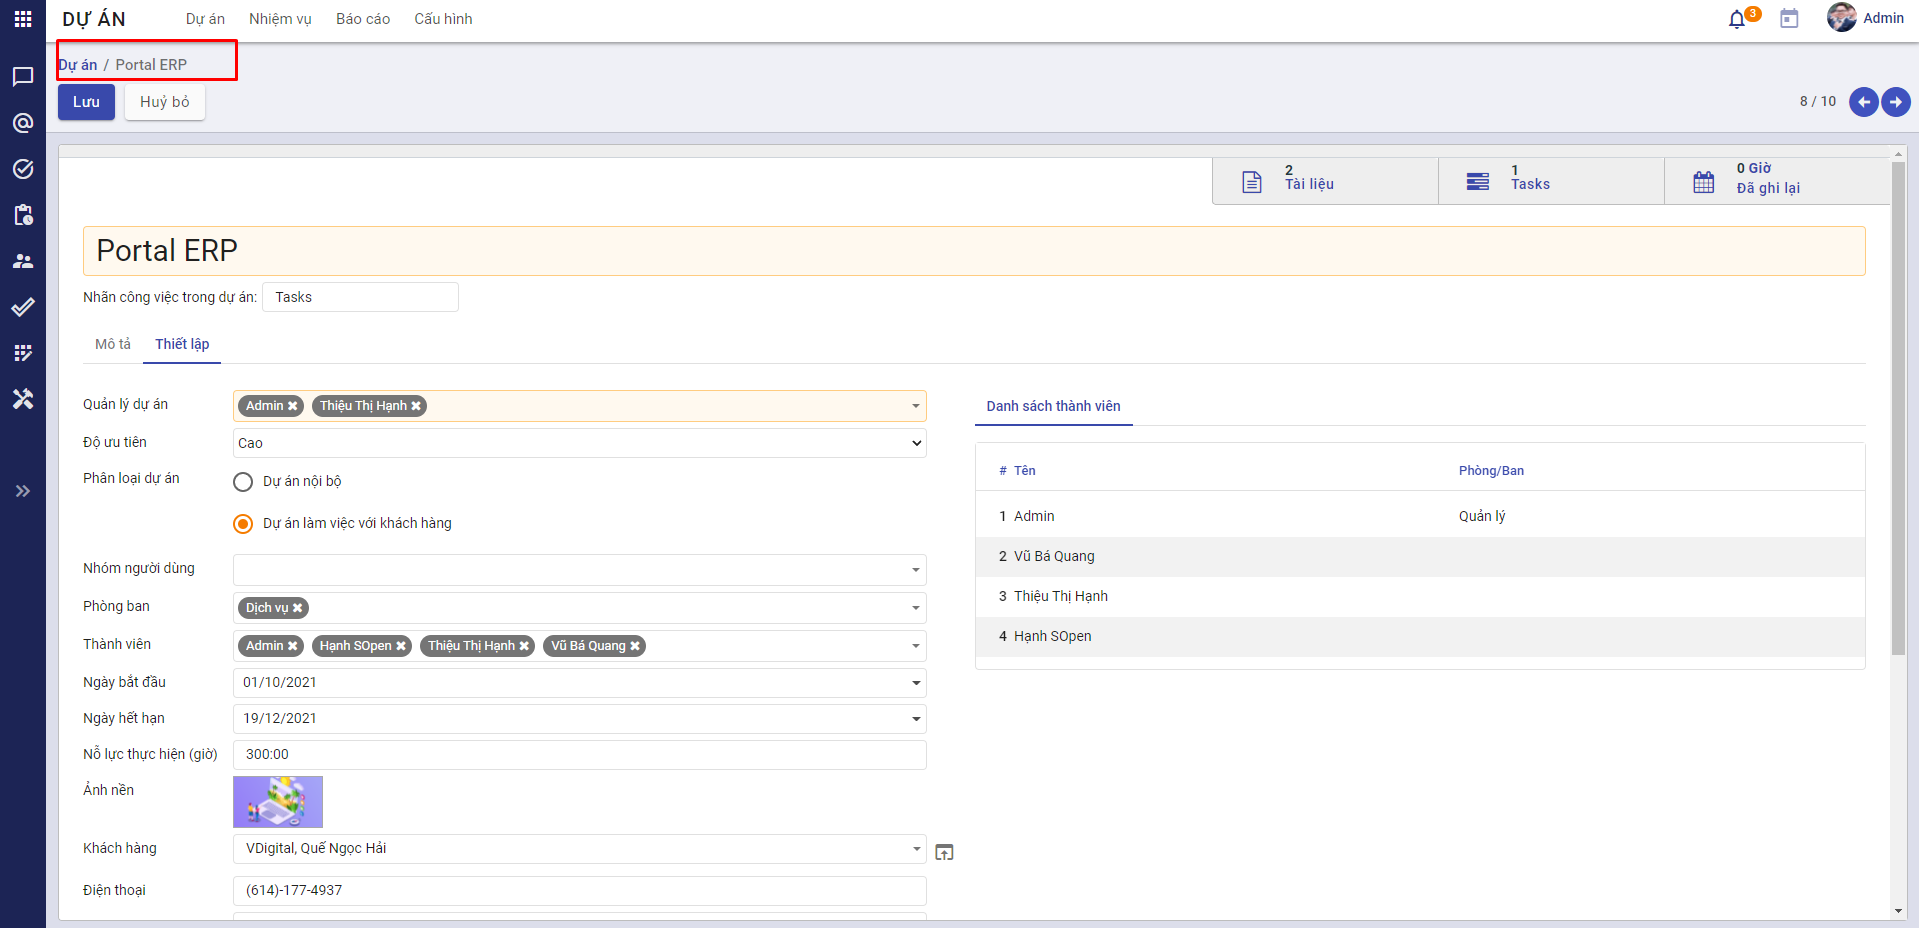 DỰ ÁN Dự án Nhiệm vụ Báo cáo Cấu hình 3 Admin
Dự án / Portal ERP
Lưu Huỷ bỏ 8 / 10
2 Tài liệu
1 Tasks
0 Giờ Đã ghi lại
Portal ERP
Nhãn công việc trong dự án: Tasks
Mô tả Thiết lập
Quản lý dự án Admin Thiệu Thị Hạnh
Độ ưu tiên Cao
Phân loại dự án Dự án nội bộ
Dự án làm việc với khách hàng
Nhóm người dùng
Phòng ban Dịch vụ
Thành viên Admin Hạnh SOpen Thiệu Thị Hạnh Vũ Bá Quang
Ngày bắt đầu 01/10/2021
Ngày hết hạn 19/12/2021
Nỗ lực thực hiện (giờ) 300:00
Ảnh nền
Khách hàng VDigital, Quế Ngọc Hải
Điện thoại (614)-177-4937
Danh sách thành viên
# Tên Phòng/Ban
1 Admin Quản lý
2 Vũ Bá Quang
3 Thiệu Thị Hạnh
4 Hạnh SOpen